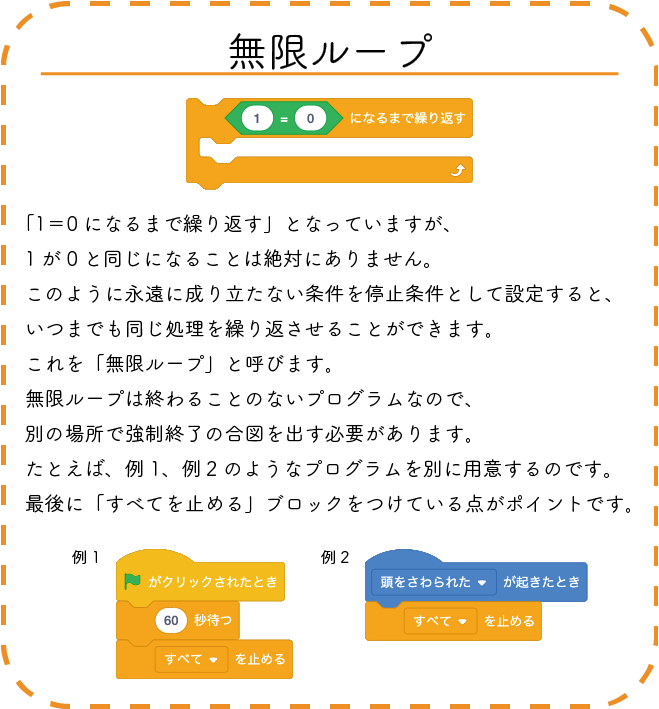 無限ループ
1 = 0 になるまで繰り返す
「1=0 になるまで繰り返す」となっていますが、
1 が 0 と同じになることは絶対にありません。
このように永遠に成り立たない条件を停止条件として設定すると、
いつまでも同じ処理を繰り返させることができます。
これを「無限ループ」と呼びます。
無限ループは終わることのないプログラムなので、
別の場所で強制終了の合図を出す必要があります。
たとえば、例 1、例 2 のようなプログラムを別に用意するのです。
最後に「すべてを止める」ブロックをつけている点がポイントです。
例 1
がクリックされたとき
60 秒待つ
すべて を止める
例 2
頭をさわられた が起きたとき
すべて を止める